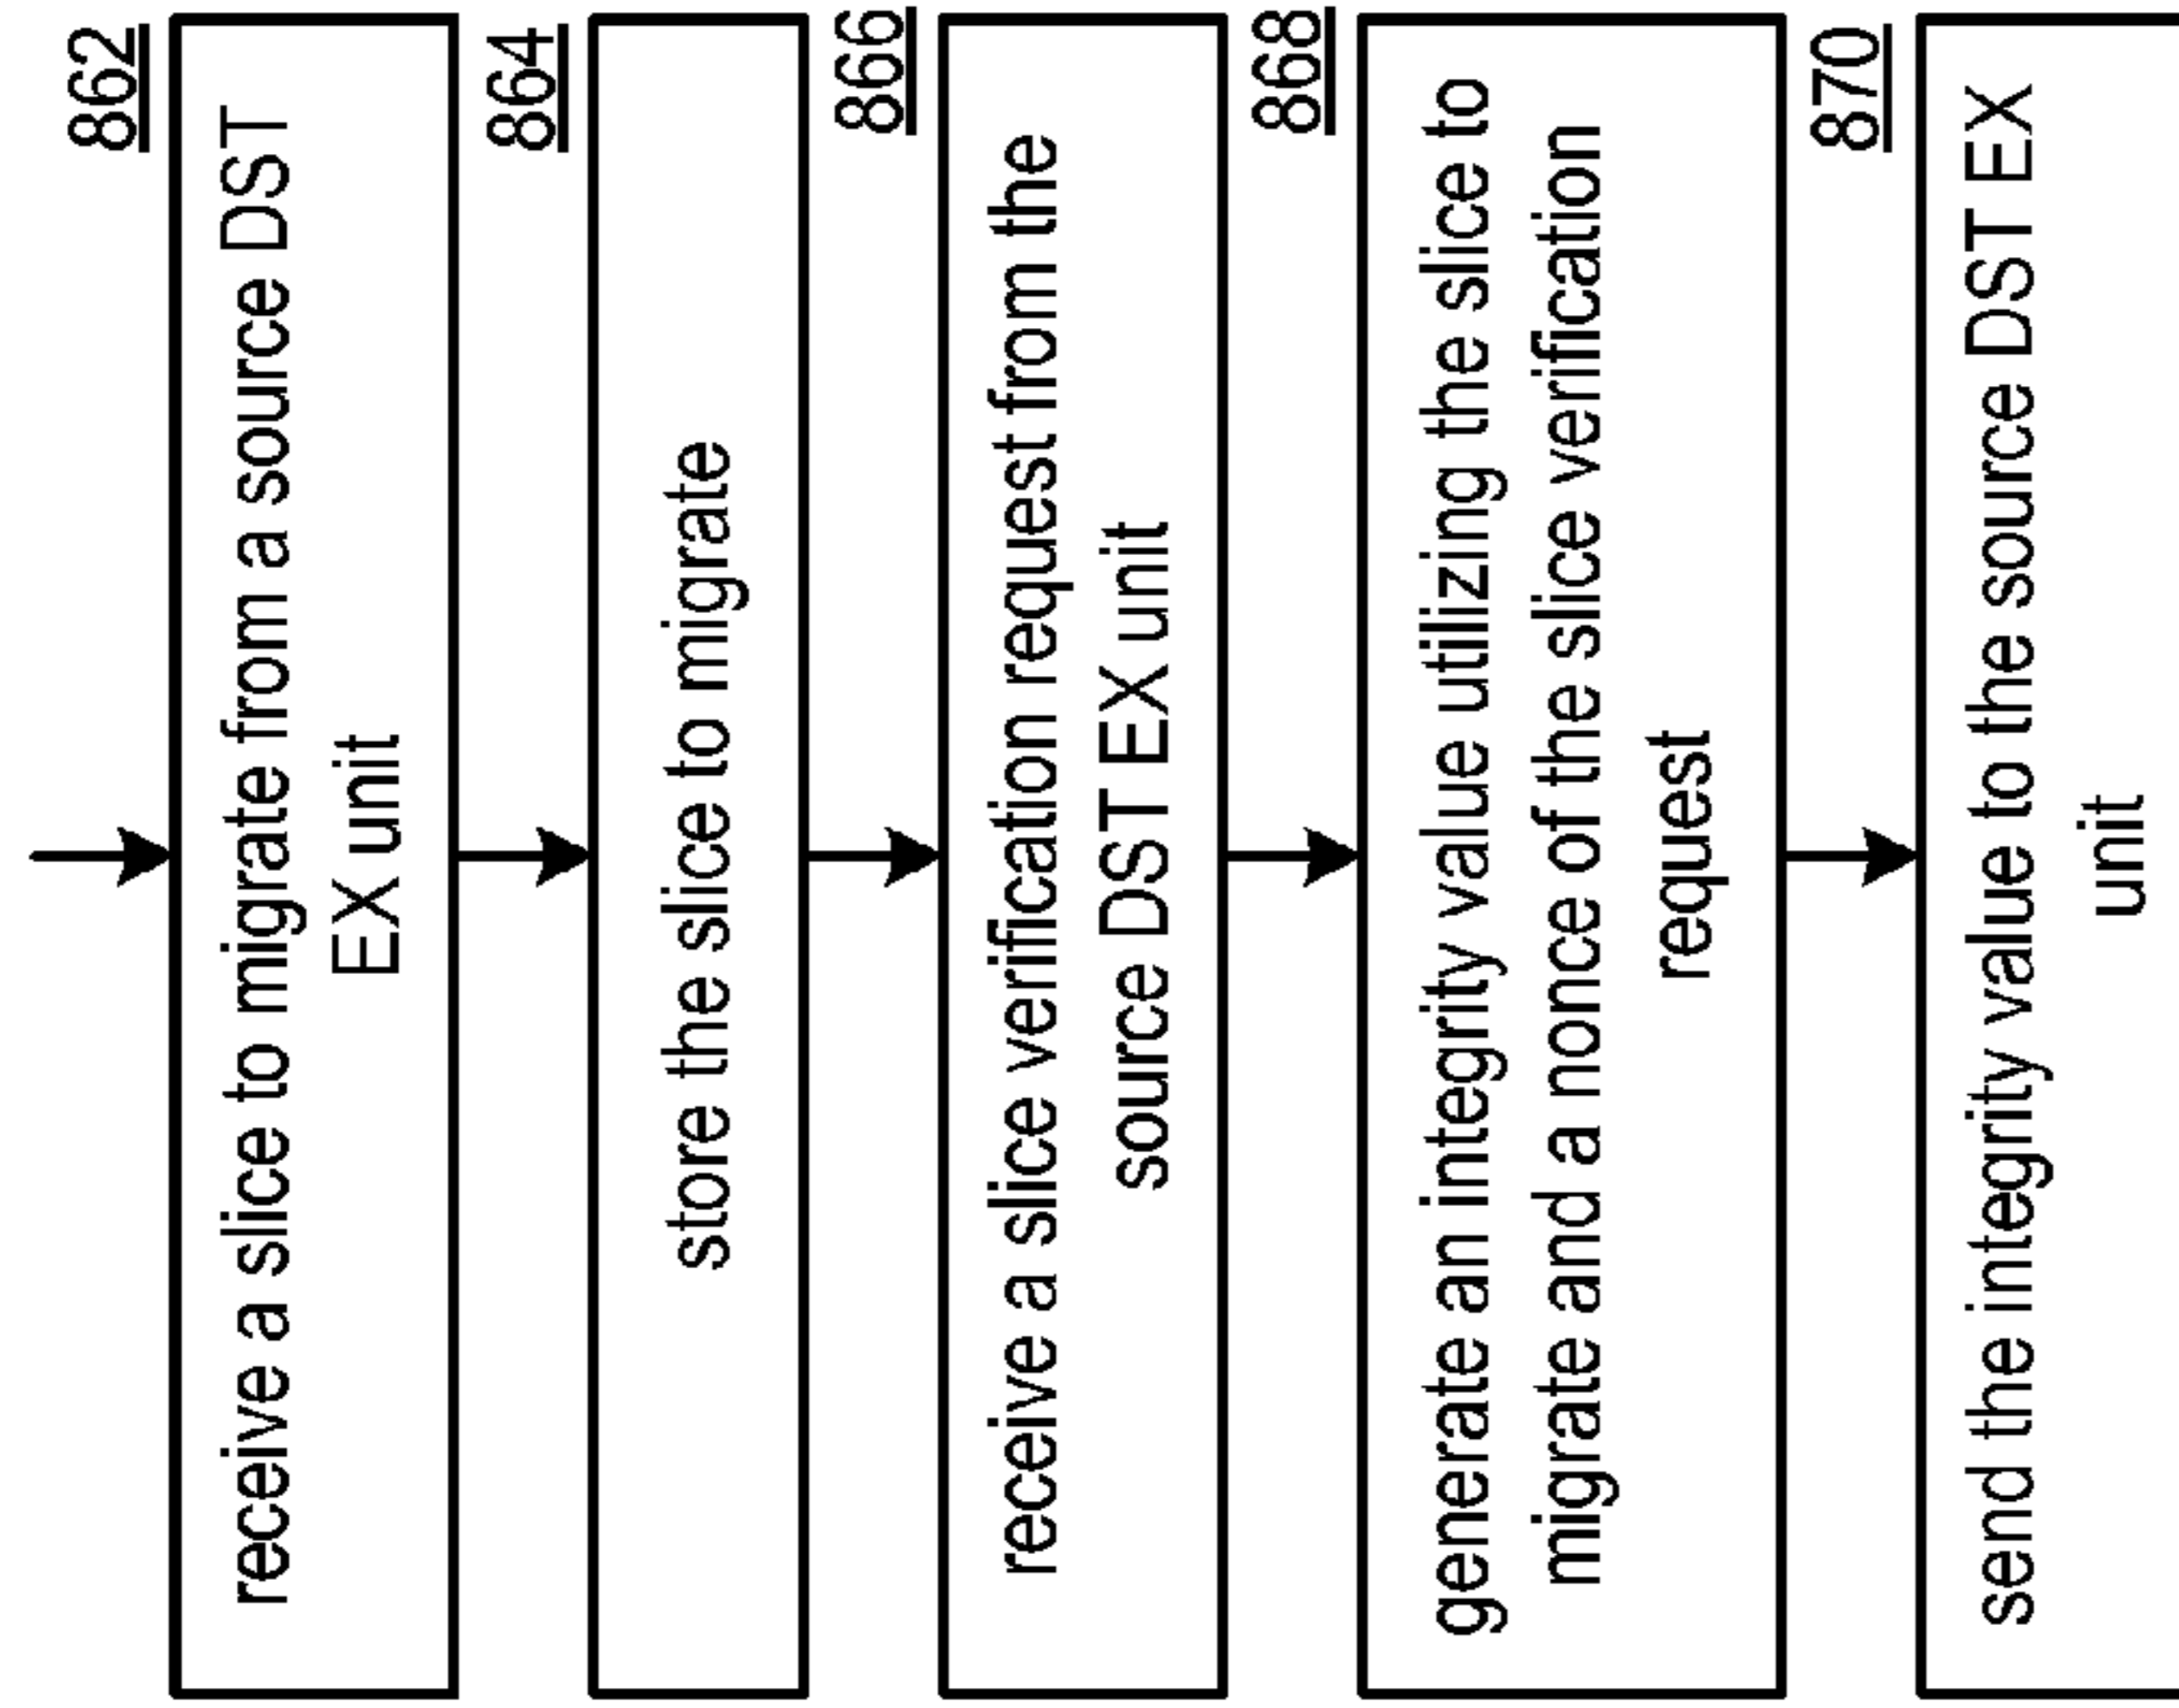 862
receive a slice to migrate from a source DST
EX unit
864
store the slice to migrate
866
receive a slice verification request from the
source DST EX unit
868
generate an integrity value utilizing the slice to
migrate and a nonce of the slice verification
request
870
send the integrity value to the source DST EX
unit